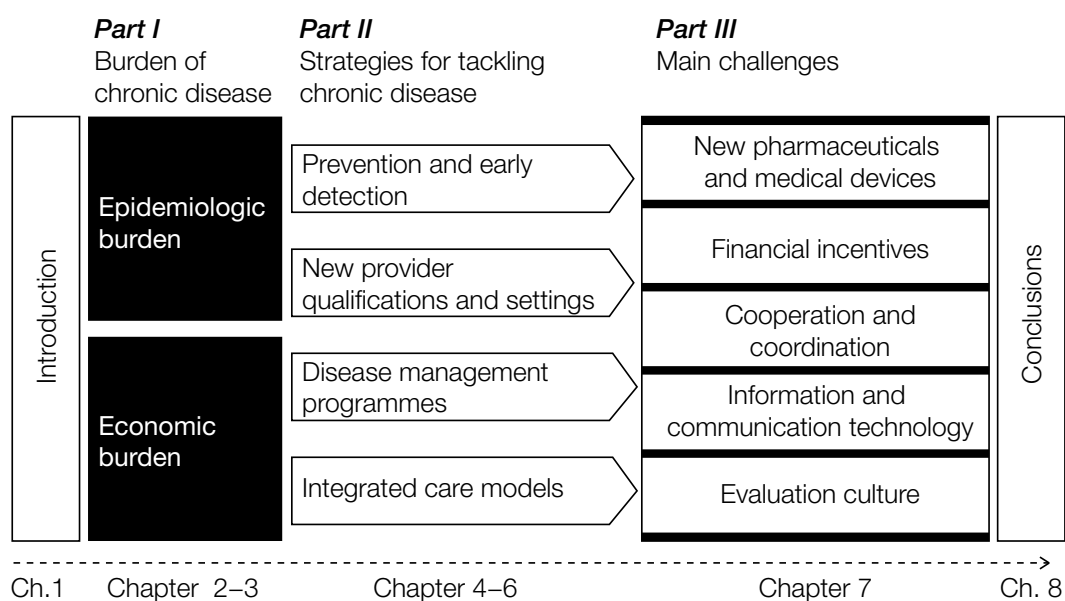 Part I
Burden of
chronic disease
Part II
Strategies for tackling
chronic disease
Part III
Main challenges
Introduction
Epidemiologic
burden
Economic
burden
Prevention and early
detection
New provider
qualifications and settings
Disease management
programmes
Integrated care models
New pharmaceuticals
and medical devices
Financial incentives
Cooperation and
coordination
Information and
communication technology
Evaluation culture
Conclusions
Ch.1
Chapter 2–3
Chapter 4–6
Chapter 7
Ch. 8